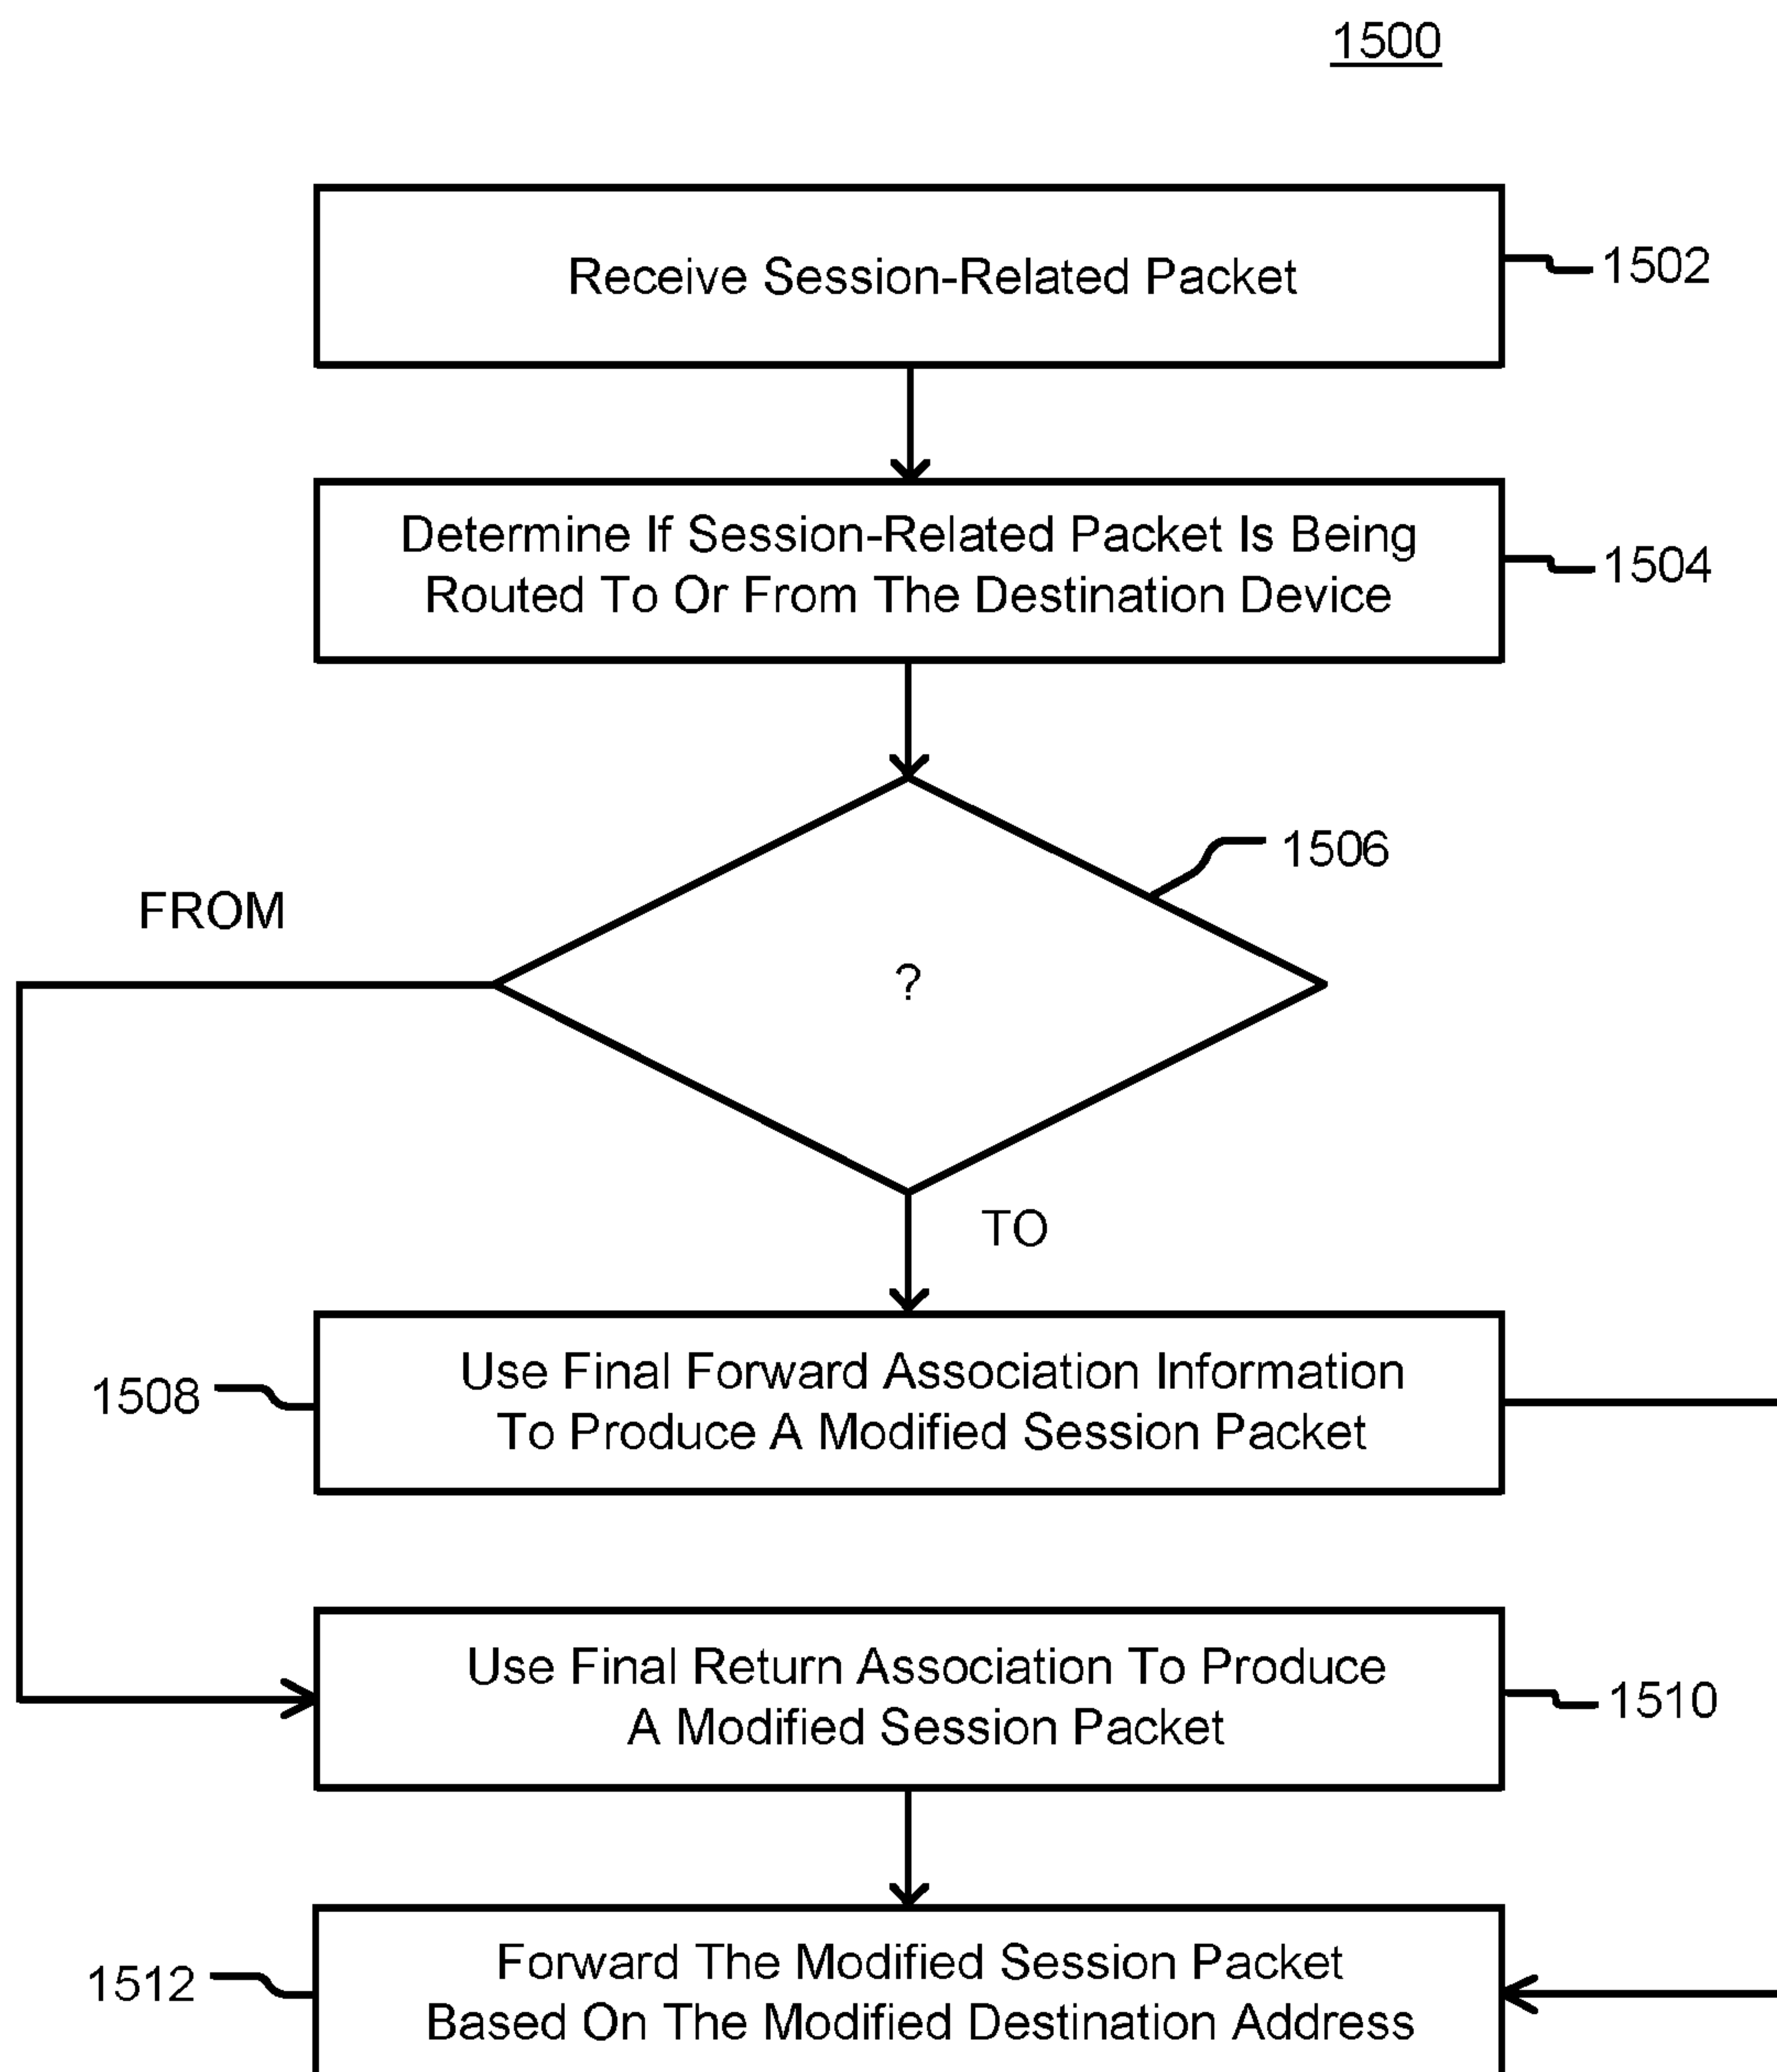 1500
Receive Session-Related Packet
1502
Determine If Session-Related Packet Is Being
Routed To Or From The Destination Device
1504
1506
FROM
?
TO
1508
Use Final Forward Association Information
To Produce A Modified Session Packet
Use Final Return Association To Produce
A Modified Session Packet
1510
1512
Forward The Modified Session Packet
Based On The Modified Destination Address